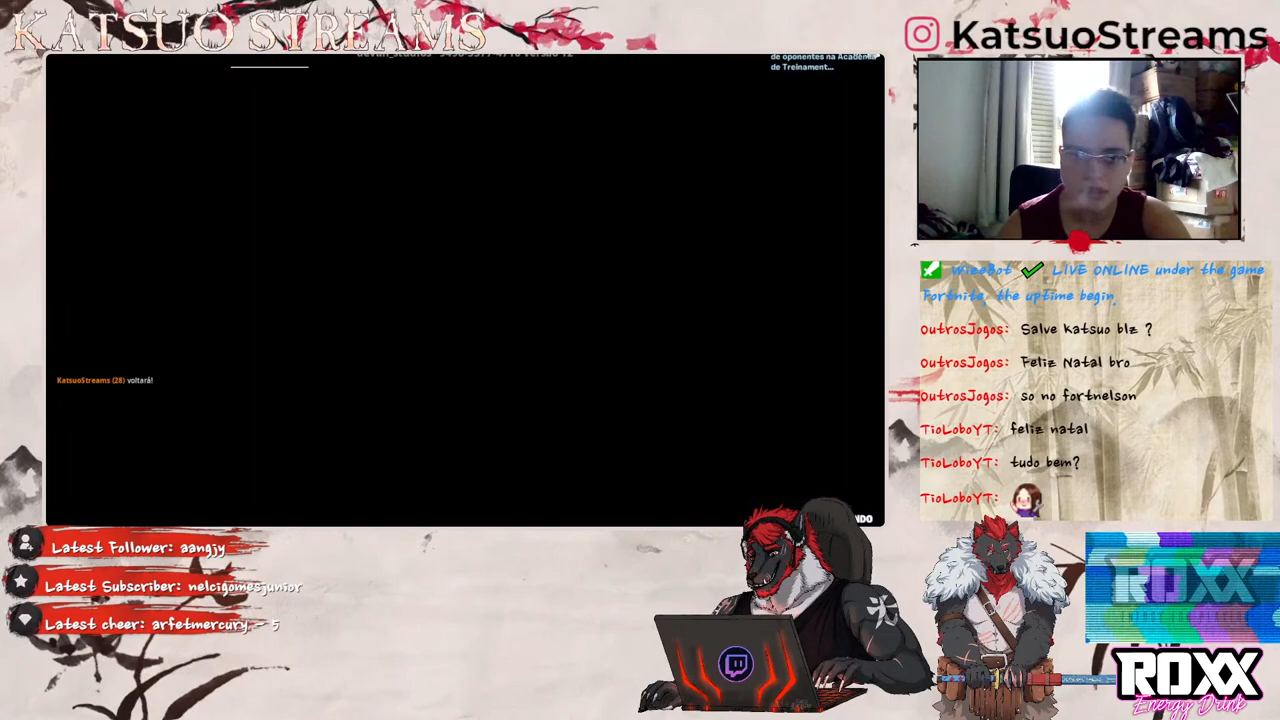 KATSUO STREAMS
KatsuoStreams
de oponentes na Academia
de Treinament...
KatsuoStreams (28) voltará!
NDO
WizeBot ✔ LIVE ONLINE under the game
Fortnite, the uptime begin.
OutrosJogos: Salve Katsuo blz ?
OutrosJogos: Feliz Natal bro
OutrosJogos: so no fortnelson
TioLoboYT: feliz natal
TioLoboYT: tudo bem?
TioLoboYT:
Latest Follower: aangjy
Latest Subscriber: nelcigomesjunior
Latest cheer: arfetmercury - 5
ROXX
ROXX
Energy Drink